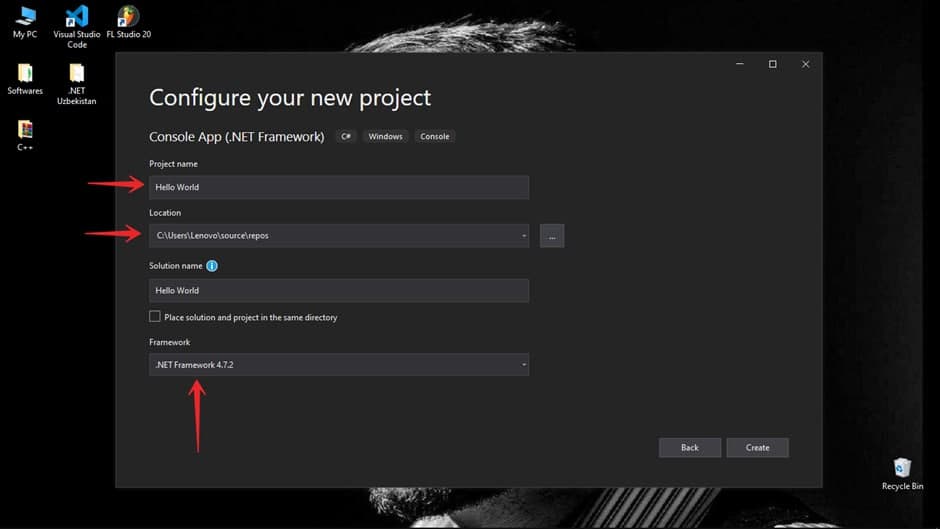 My PC
Visual Studio
Code
FL Studio 20
Softwares
.NET
Uzbekistan
C++
Configure your new project
Console App (.NET Framework) C# Windows Console
Project name
Hello World
Location
C:\Users\Lenovo\source\repos
...
Solution name
Hello World
Place solution and project in the same directory
Framework
.NET Framework 4.7.2
Back
Create
Recycle Bin